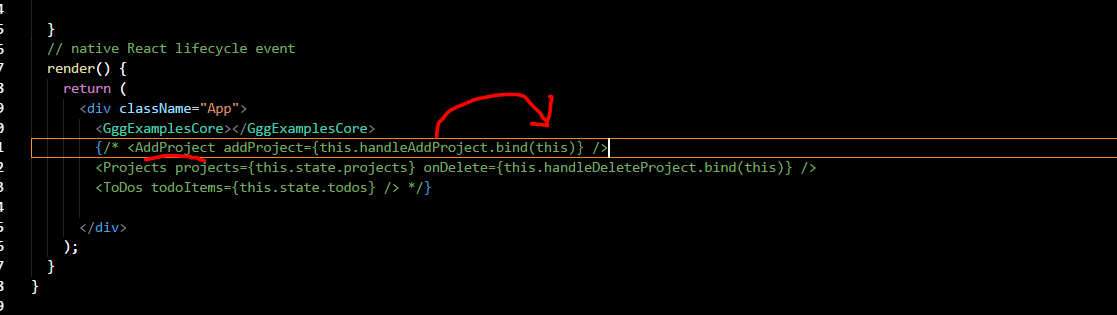 4
5 }
6 // native React lifecycle event
7 render() {
8 return (
9 <div className="App">
0 <GggExamplesCore></GggExamplesCore>
1 {/* <AddProject addProject={this.handleAddProject.bind(this)} />
2 <Projects projects={this.state.projects} onDelete={this.handleDeleteProject.bind(this)} />
3 <ToDos todoItems={this.state.todos} /> */}
4
5 </div>
6 );
7 }
8 }
9